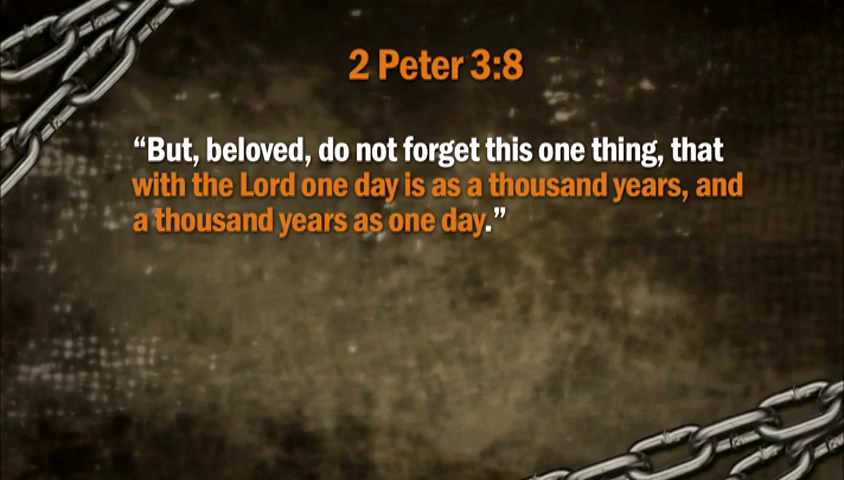 2 Peter 3:8
“But, beloved, do not forget this one thing, that
with the Lord one day is as a thousand years, and
a thousand years as one day.”